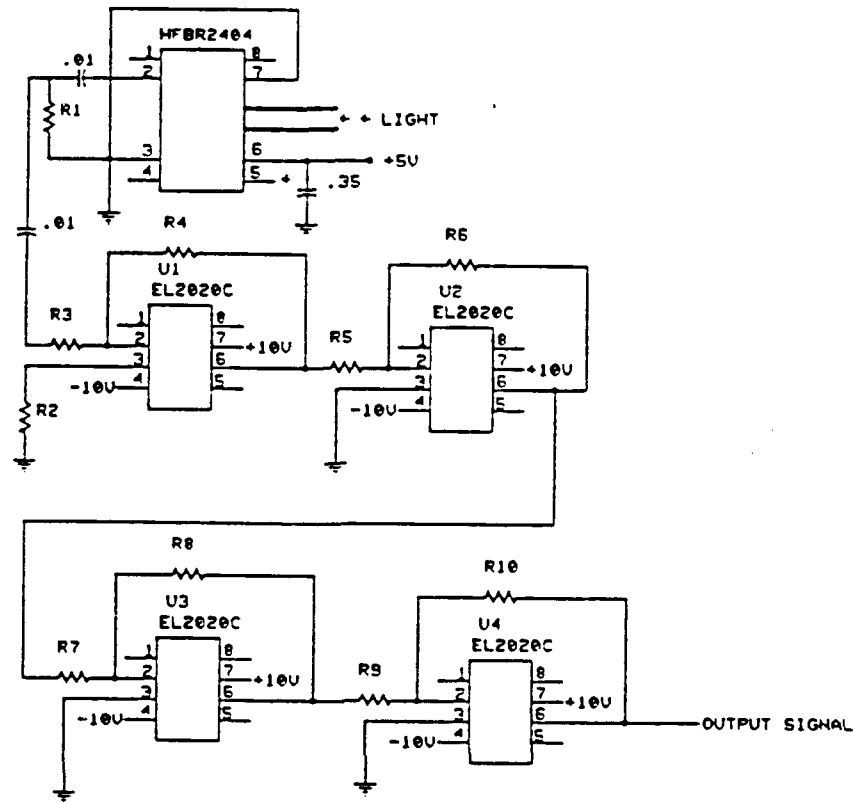 HFBR2404
.01
1
8
2
7
R1
← ← LIGHT
3
6
+5V
4
5
+
.35
.01
R4
R6
U1
EL2020C
U2
EL2020C
R3
1
8
R5
1
8
2
7
+10V
2
7
+10V
3
6
3
6
-10V
4
5
-10V
4
5
R2
R8
R10
U3
EL2020C
U4
EL2020C
R7
1
8
R9
1
8
2
7
+10V
2
7
+10V
3
6
3
6
OUTPUT SIGNAL
-10V
4
5
-10V
4
5